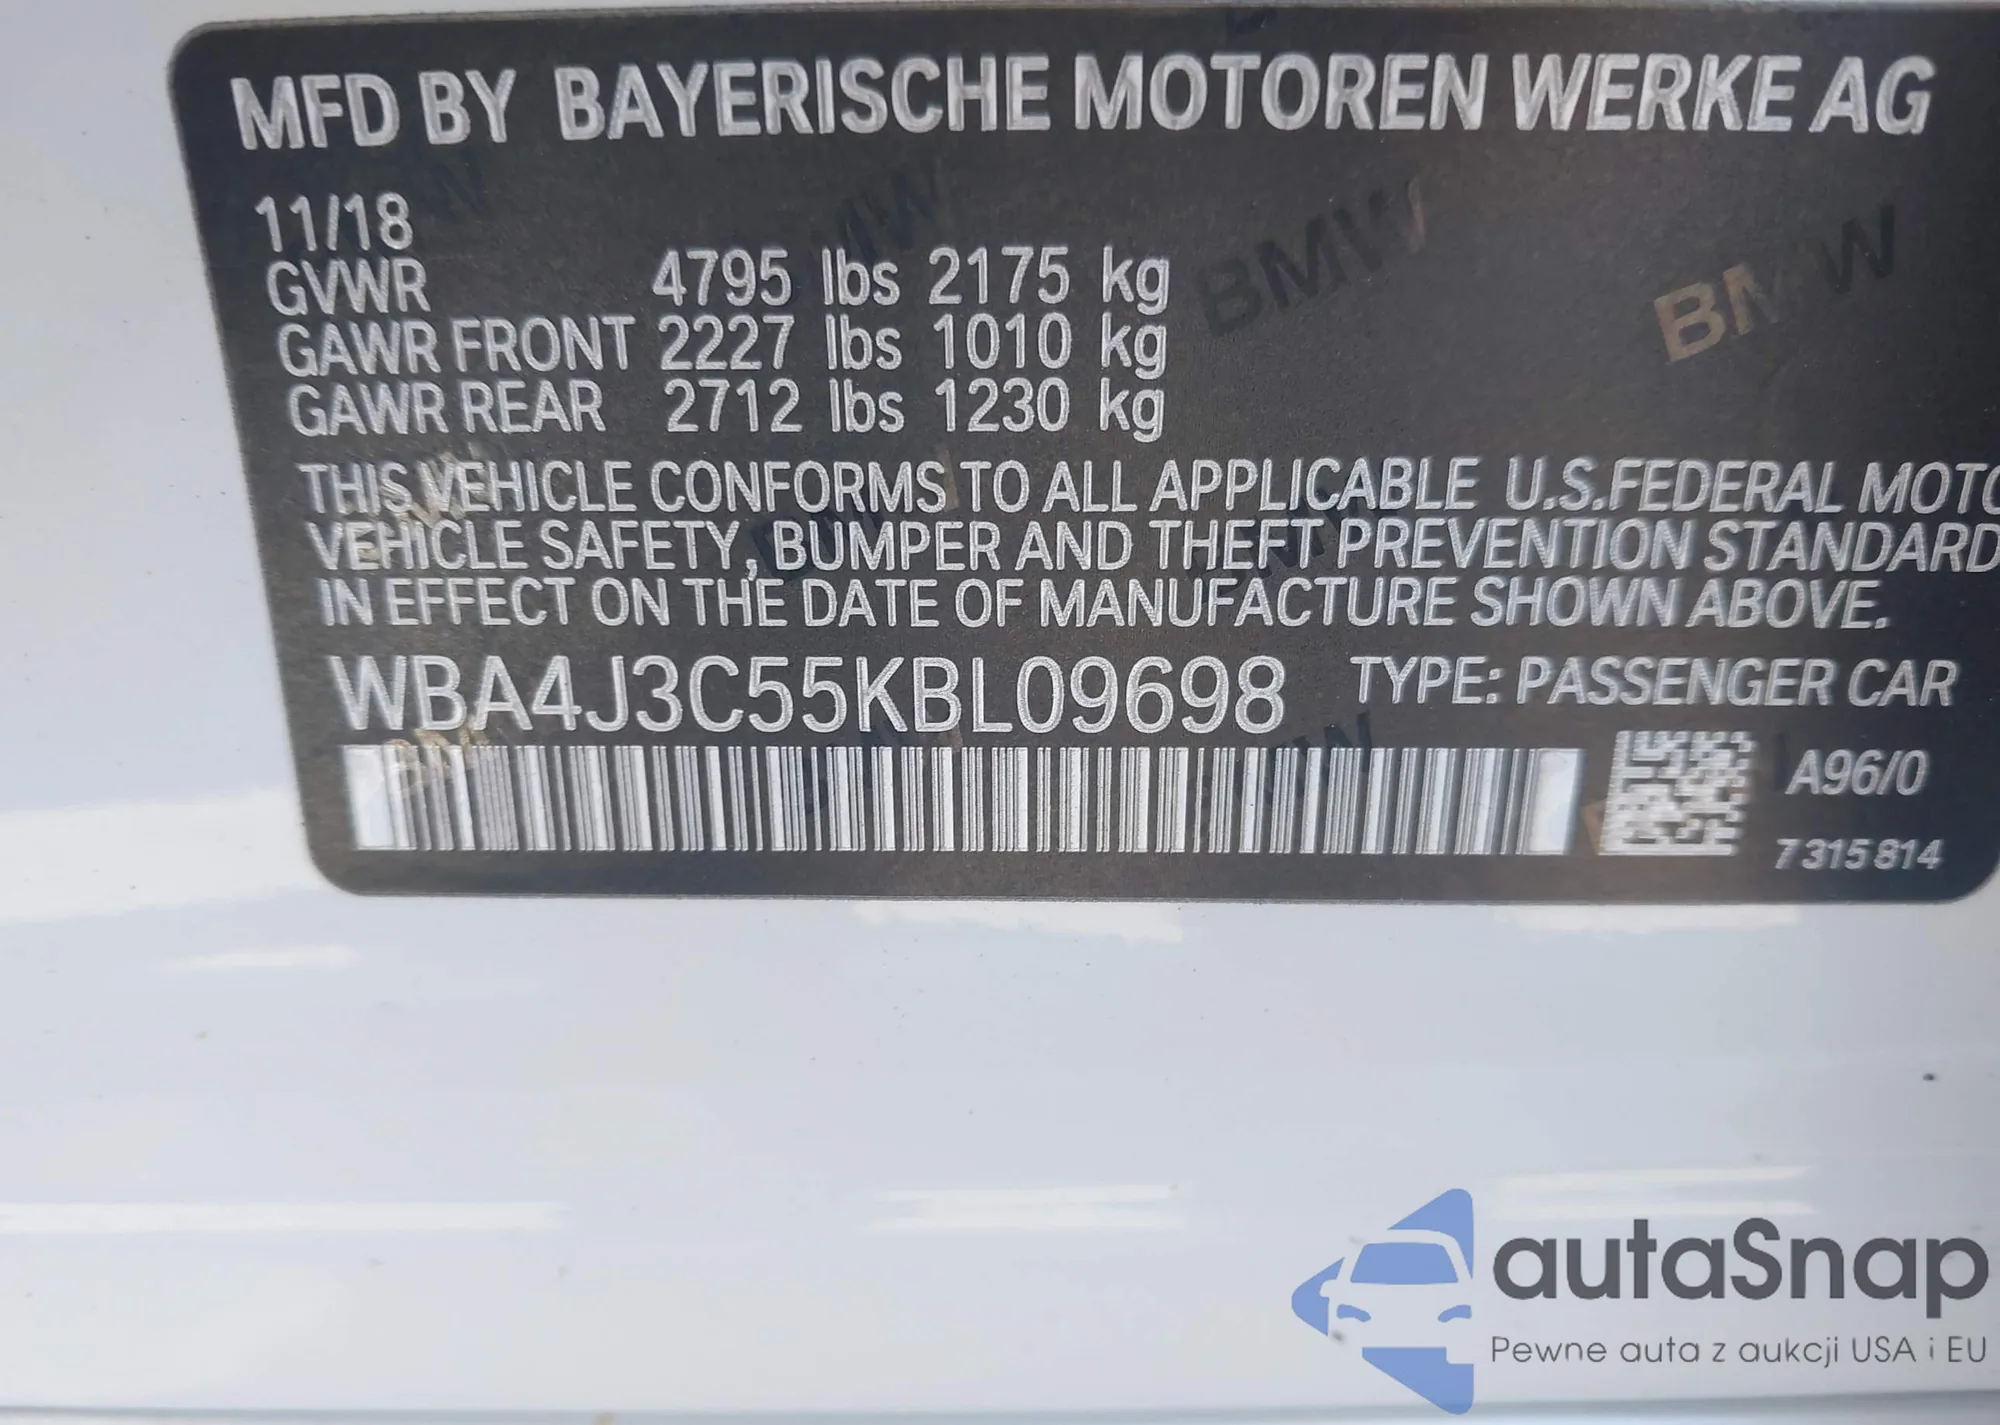 MFD BY BAYERISCHE MOTOREN WERKE AG
11/18
GVWR 4795 lbs 2175 kg
GAWR FRONT 2227 lbs 1010 kg
GAWR REAR 2712 lbs 1230 kg
THIS VEHICLE CONFORMS TO ALL APPLICABLE U.S.FEDERAL MOTO
VEHICLE SAFETY, BUMPER AND THEFT PREVENTION STANDARD
IN EFFECT ON THE DATE OF MANUFACTURE SHOWN ABOVE.
WBA4J3C55KBL09698 TYPE: PASSENGER CAR
A96/0
7315814
autaSnap
Pewne auta z aukcji USA i EU